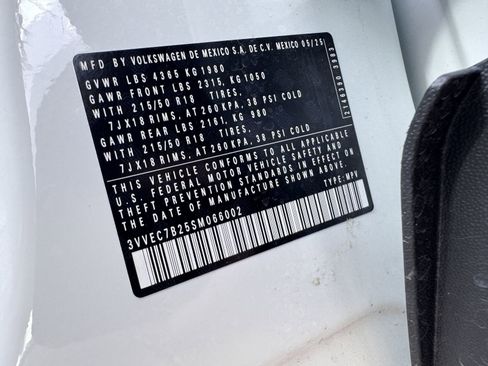 MFD BY VOLKSWAGEN DE MEXICO S.A. DE C.V. MEXICO 05/25
GVWR LBS 4365 KG 1980
GAWR FRONT LBS 2315, KG 1050
WITH 215/50 R18 TIRES,
7JX18 RIMS, AT 260 KPA, 38 PSI COLD
GAWR REAR LBS 2161, KG 980
WITH 215/50 R18 TIRES,
7JX18 RIMS, AT 260 KPA, 38 PSI COLD
THIS VEHICLE CONFORMS TO ALL APPLICABLE
U.S. FEDERAL MOTOR VEHICLE SAFETY AND
THEFT PREVENTION STANDARDS IN EFFECT ON
THE DATE OF MANUFACTURE SHOWN ABOVE.
TYPE: MPV
3VVEC7B25SM066002
2146380 3983